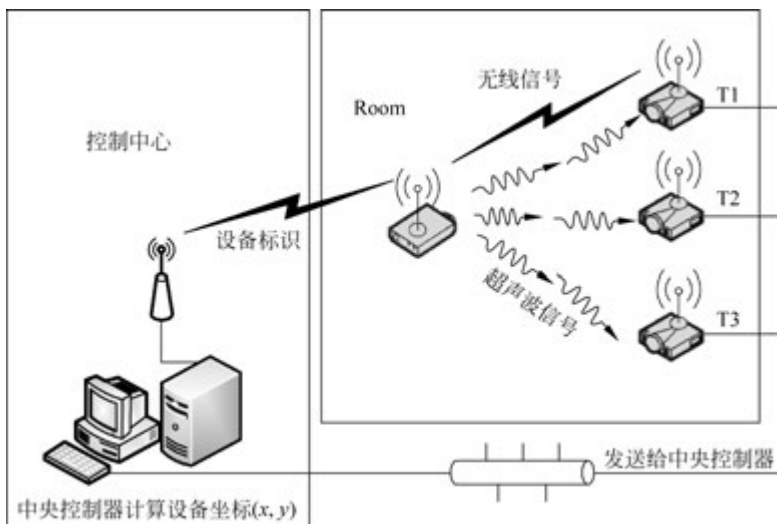 无线信号
T1
Room
控制中心
T2
设备标识
超声波信号
T3
发送给中央控制器
中央控制器计算设备坐标(x, y)